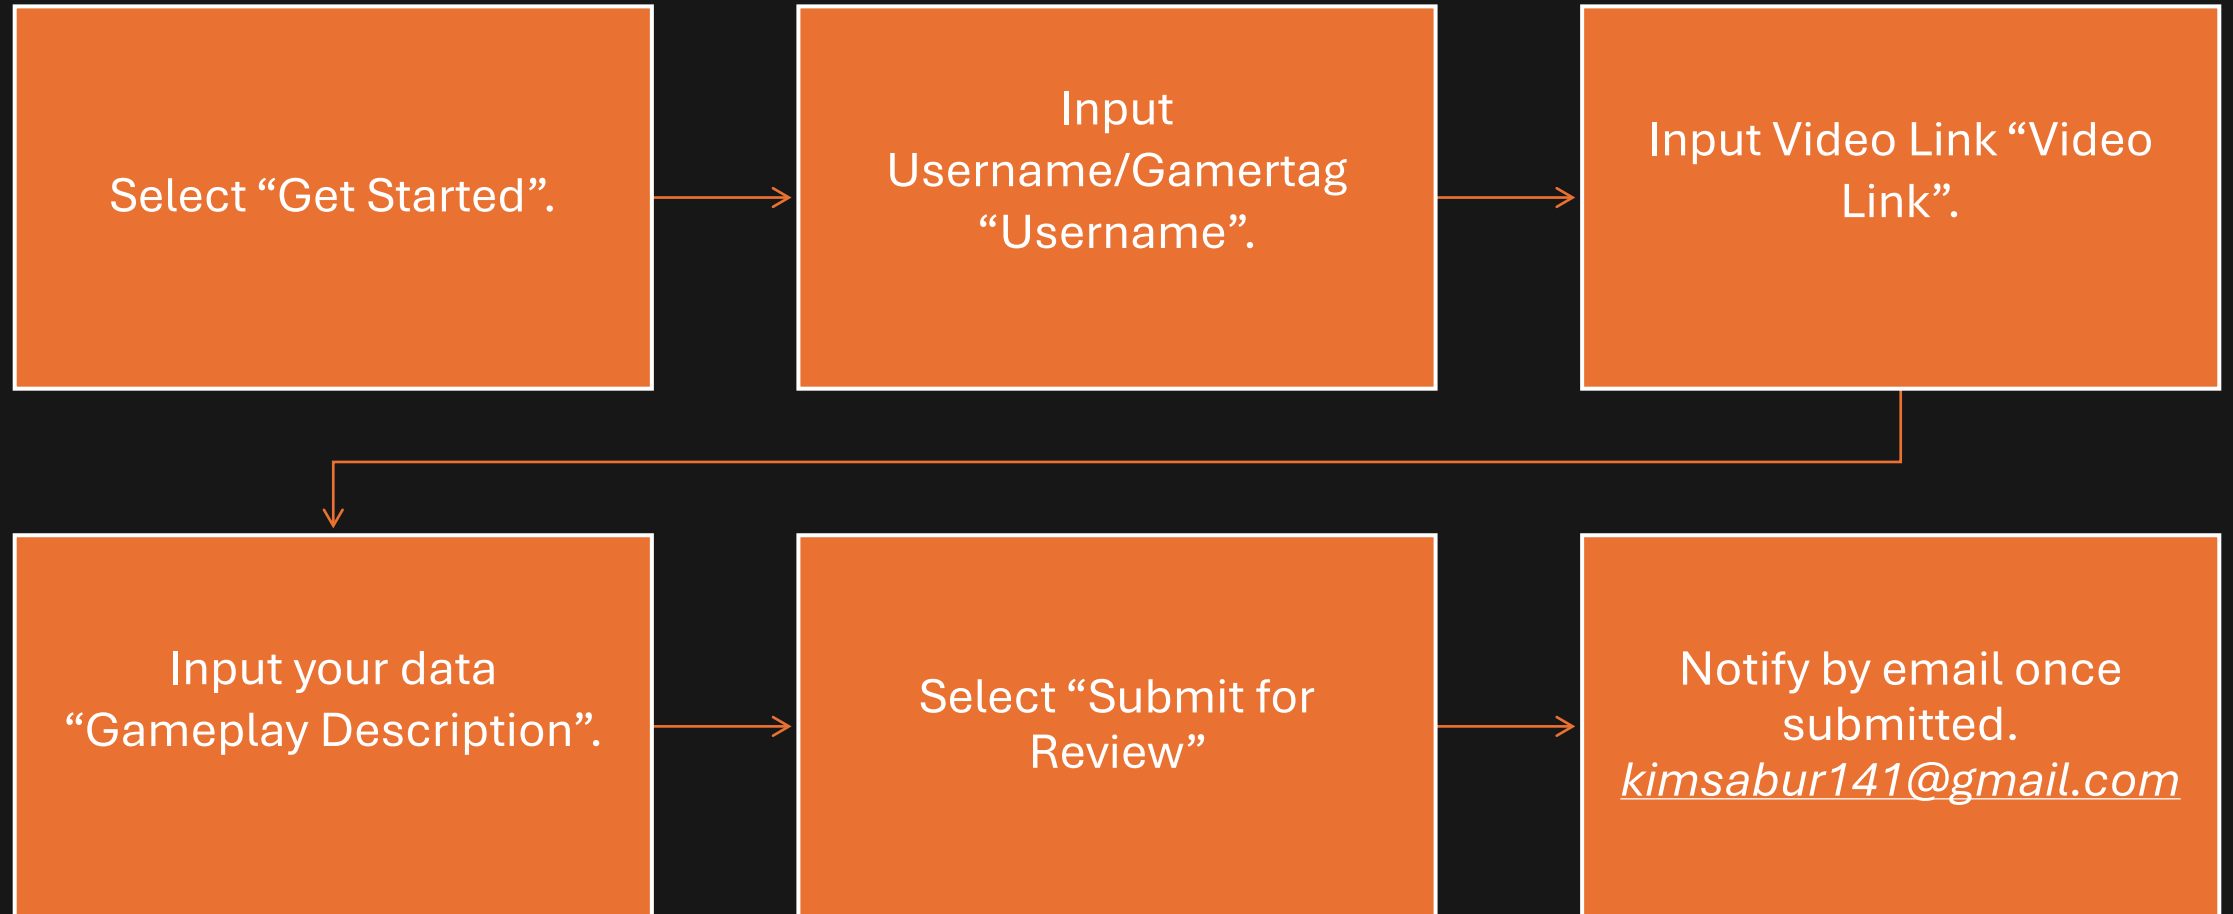 Select “Get Started”.
Input
Username/Gamertag
“Username”.
Input Video Link “Video
Link”.
Input your data
“Gameplay Description”.
Select “Submit for
Review”
Notify by email once
submitted.
kimsabur141@gmail.com